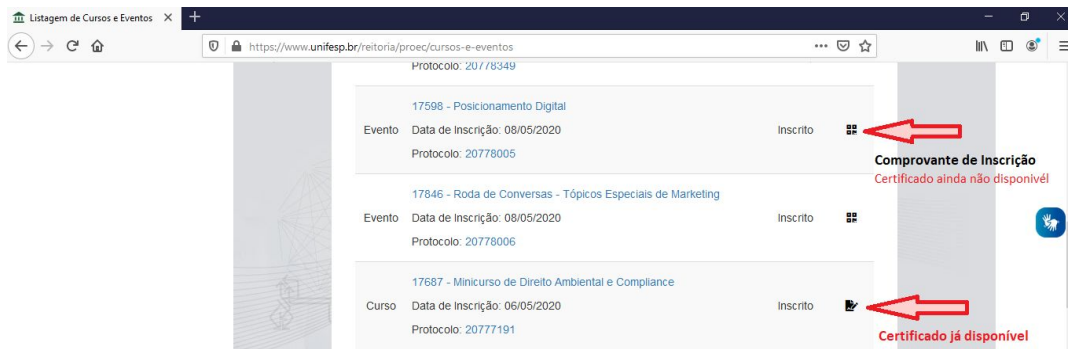 Listagem de Cursos e Eventos
https://www.unifesp.br/reitoria/proec/cursos-e-eventos
Protocolo: 20778349
17598 - Posicionamento Digital
Evento Data de Inscrição: 08/05/2020 Inscrito
Protocolo: 20778005
Comprovante de Inscrição
Certificado ainda não disponivél
17846 - Roda de Conversas - Tópicos Especiais de Marketing
Evento Data de Inscrição: 08/05/2020 Inscrito
Protocolo: 20778006
17687 - Minicurso de Direito Ambiental e Compliance
Curso Data de Inscrição: 06/05/2020 Inscrito
Protocolo: 20777191
Certificado já disponível